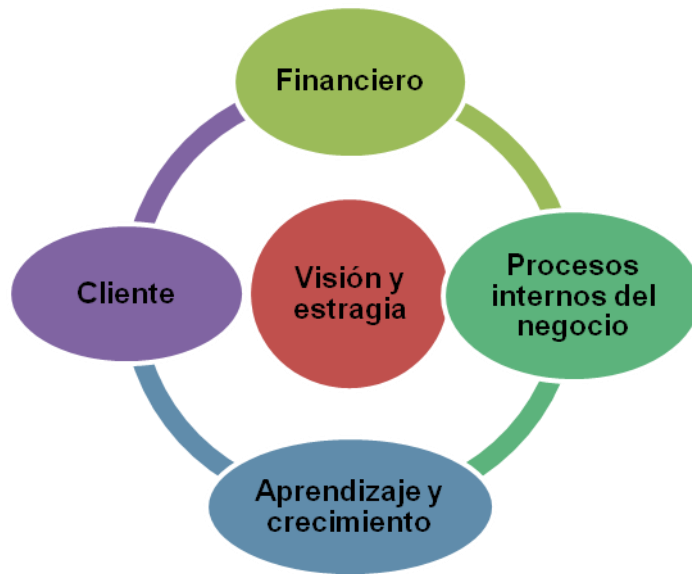 Financiero
Cliente
Visión y
estragia
Procesos
internos del
negocio
Aprendizaje y
crecimiento